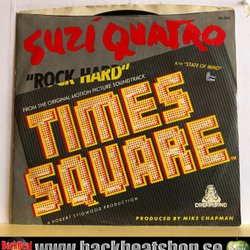 SUZI QUATRO
"ROCK HARD"
b/w "STATE OF MIND"
FROM THE ORIGINAL MOTION PICTURE SOUNDTRACK
TIMES
SQUARE
A ROBERT STIGWOOD PRODUCTION
PRODUCED BY MIKE CHAPMAN
www.backbeatshop.se